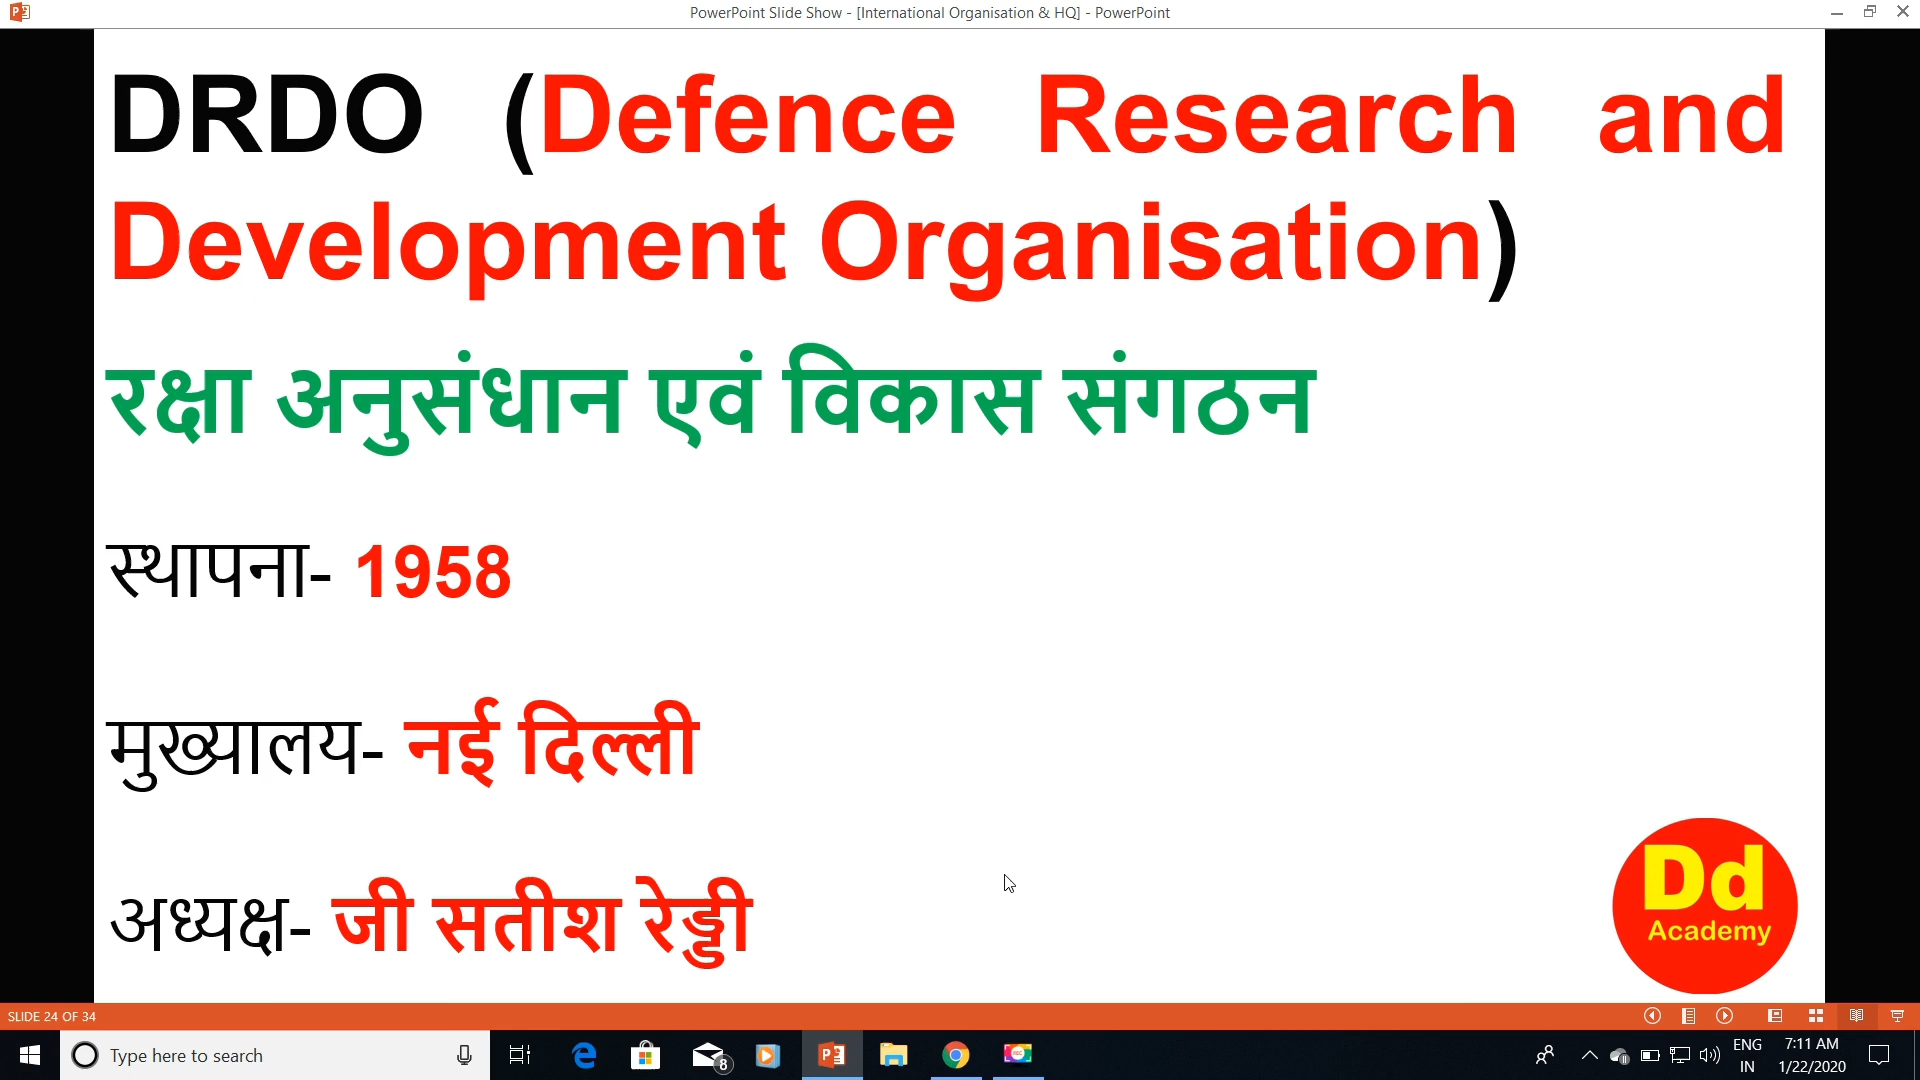 PowerPoint Slide Show - [International Organisation & HQ] - PowerPoint
DRDO (Defence Research and
Development Organisation)
रक्षा अनुसंधान एवं विकास संगठन
स्थापना- 1958
मुख्यालय- नई दिल्ली
अध्यक्ष- जी सतीश रेड्डी
Dd
Academy
SLIDE 24 OF 34
Type here to search
8
ENG
IN
7:11 AM
1/22/2020